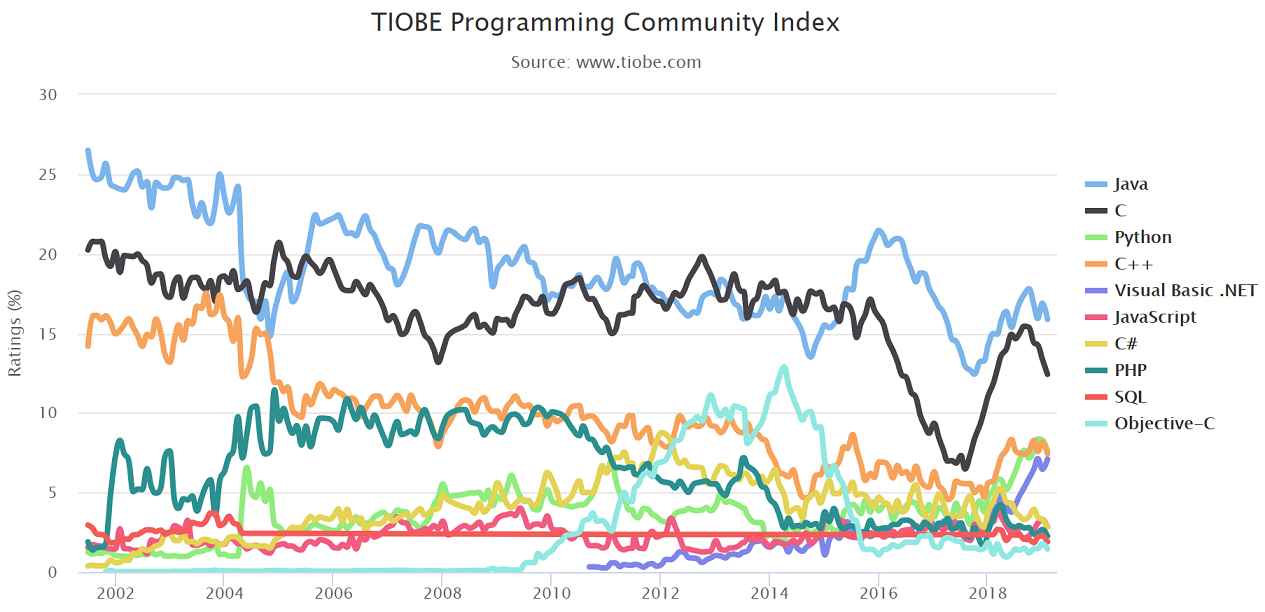 TIOBE Programming Community Index
Source: www.tiobe.com
Ratings (%)
30
25
20
15
10
5
0
2002 2004 2006 2008 2010 2012 2014 2016 2018
Java
C
Python
C++
Visual Basic .NET
JavaScript
C#
PHP
SQL
Objective-C